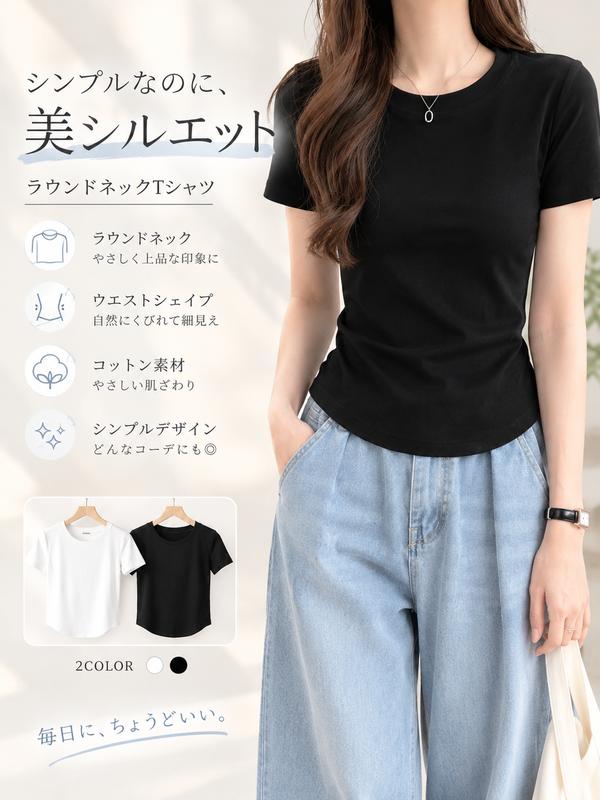 シンプルなのに、
美シルエット
ラウンドネックTシャツ
ラウンドネック
やさしく上品な印象に
ウエストシェイプ
自然にくびれて細見え
コットン素材
やさしい肌ざわり
シンプルデザイン
どんなコーデにも◎
2COLOR
毎日に、ちょうどいい。